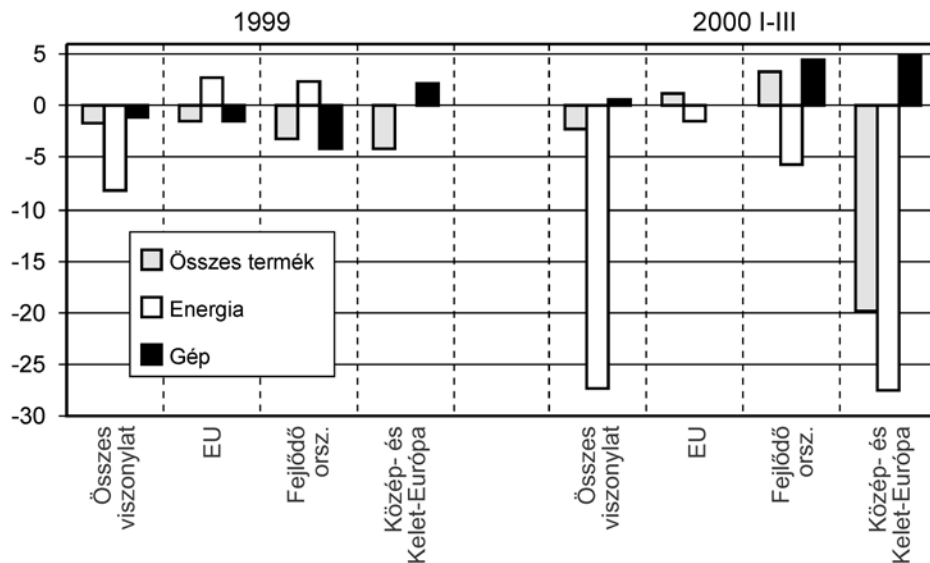 1999
2000 I-III
5
0
-5
-10
-15
-20
-25
-30
Összes termék
Energia
Gép
Összes
viszonylat
EU
Fejlődő
orsz.
Közép- és
Kelet-Európa
Összes
viszonylat
EU
Fejlődő
orsz.
Közép- és
Kelet-Európa